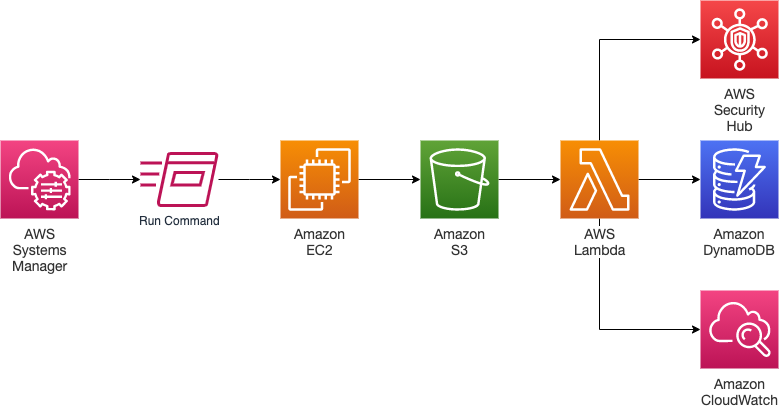 AWS
Security
Hub
AWS
Systems
Manager
Run Command
Amazon
EC2
Amazon
S3
AWS
Lambda
Amazon
DynamoDB
Amazon
CloudWatch